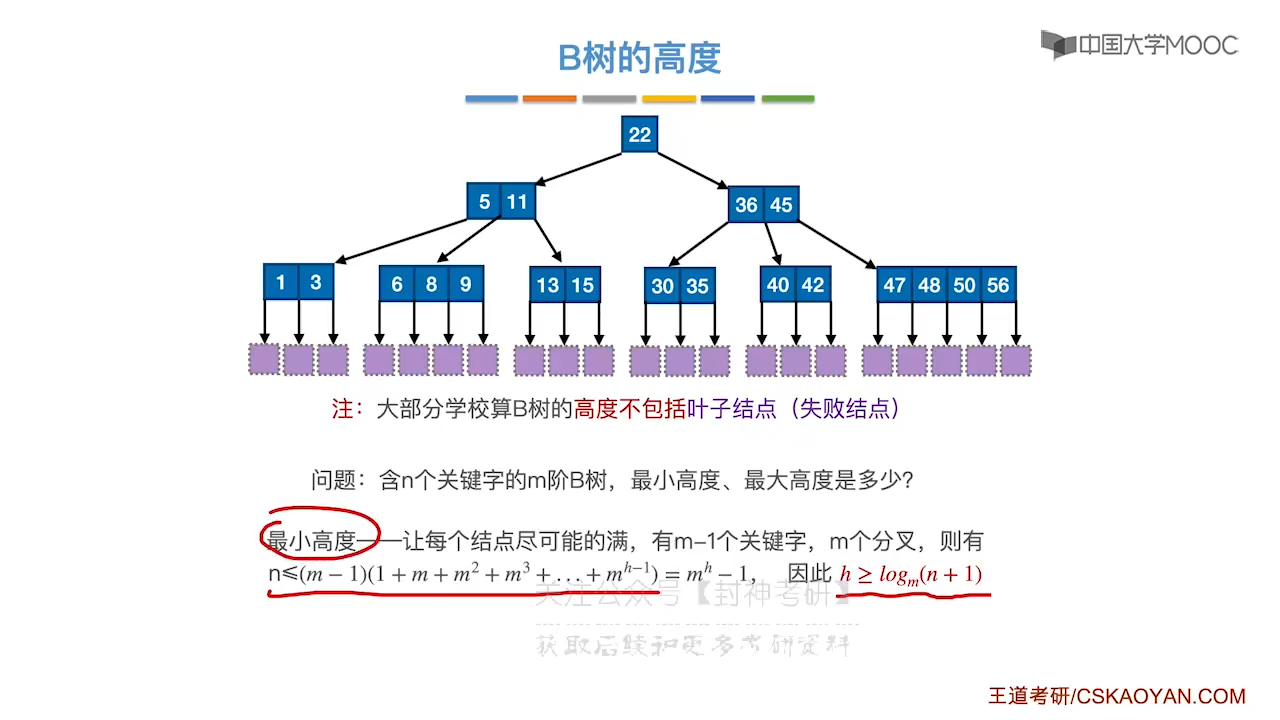 B树的高度
中国大学MOOC
22
5 11 36 45
1 3 6 8 9 13 15 30 35 40 42 47 48 50 56
注：大部分学校算B树的高度不包括叶子结点（失败结点）
问题：含n个关键字的m阶B树，最小高度、最大高度是多少？
最小高度——让每个结点尽可能的满，有m-1个关键字，m个分叉，则有
n≤(m − 1)(1 + m + m² + m³ + … + mʰ⁻¹) = mʰ − 1， 因此 h ≥ logₘ(n + 1)
关注公众号【封神考研】
获取后续和更多考研资料
王道考研/CSKAOYAN.COM